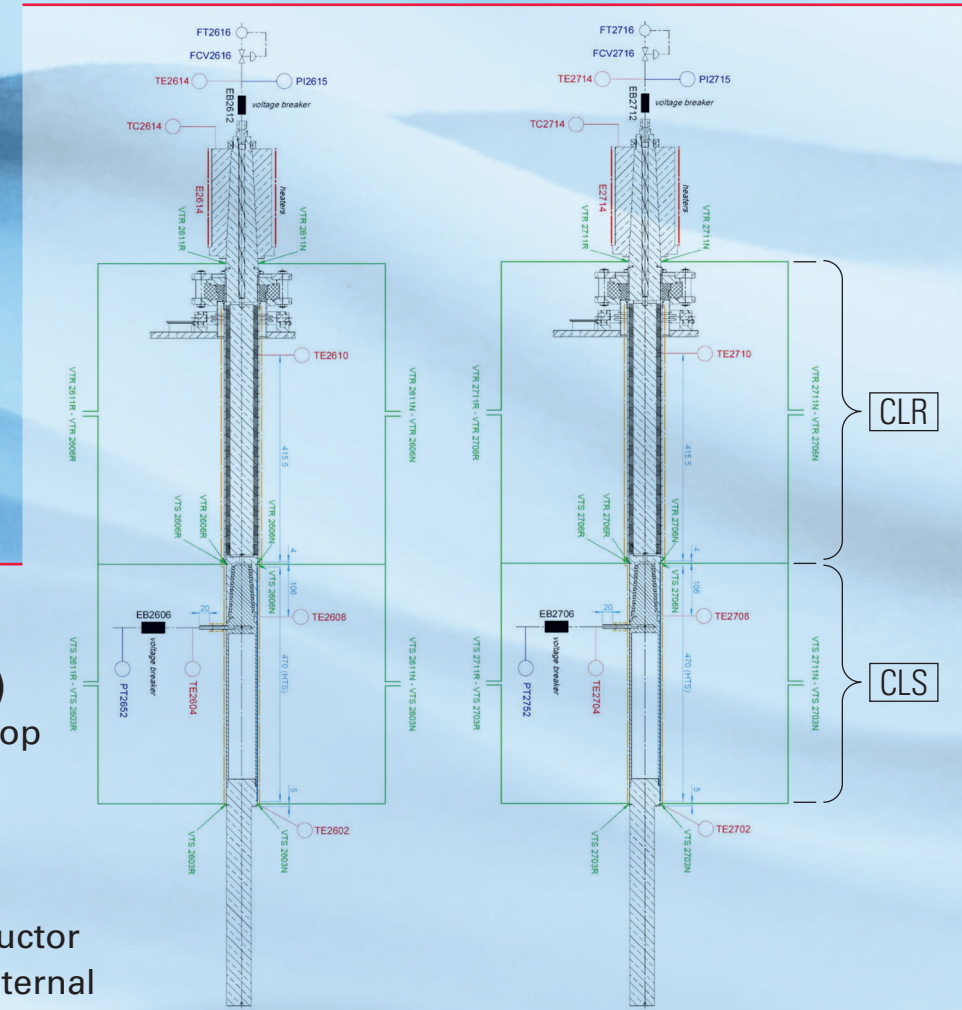 FT2616
FCV2616
TE2614
PI2615
EB2612
voltage breaker
TC2614
E2614
heaters
VTR 2611R
VTR 2611N
TE2610
VTR 2611R - VTR 2606R
VTR 2611N - VTR 2606N
415.5
VTS 2606R
VTR 2606R
VTR 2606N
4
VTS 2606N
106
EB2606
20
TE2608
voltage breaker
PT2652
TE2604
VTS 2611R - VTS 2603R
VTS 2611N - VTS 2603N
470 (HTS)
5
TE2602
VTS 2603R
VTS 2603N
FT2716
FCV2716
TE2714
PI2715
EB2712
voltage breaker
TC2714
E2714
heaters
VTR 2711R
VTR 2711N
TE2710
VTR 2711R - VTR 2706R
VTR 2711N - VTR 2706N
415.5
CLR
VTS 2706R
VTR 2706R
VTR 2706N
4
VTS 2706N
106
EB2706
20
TE2708
voltage breaker
PT2752
TE2704
VTS 2711R - VTS 2703R
VTS 2711N - VTS 2703N
470 (HTS)
CLS
5
TE2702
VTS 2703R
VTS 2703N
)
op
uctor
ternal